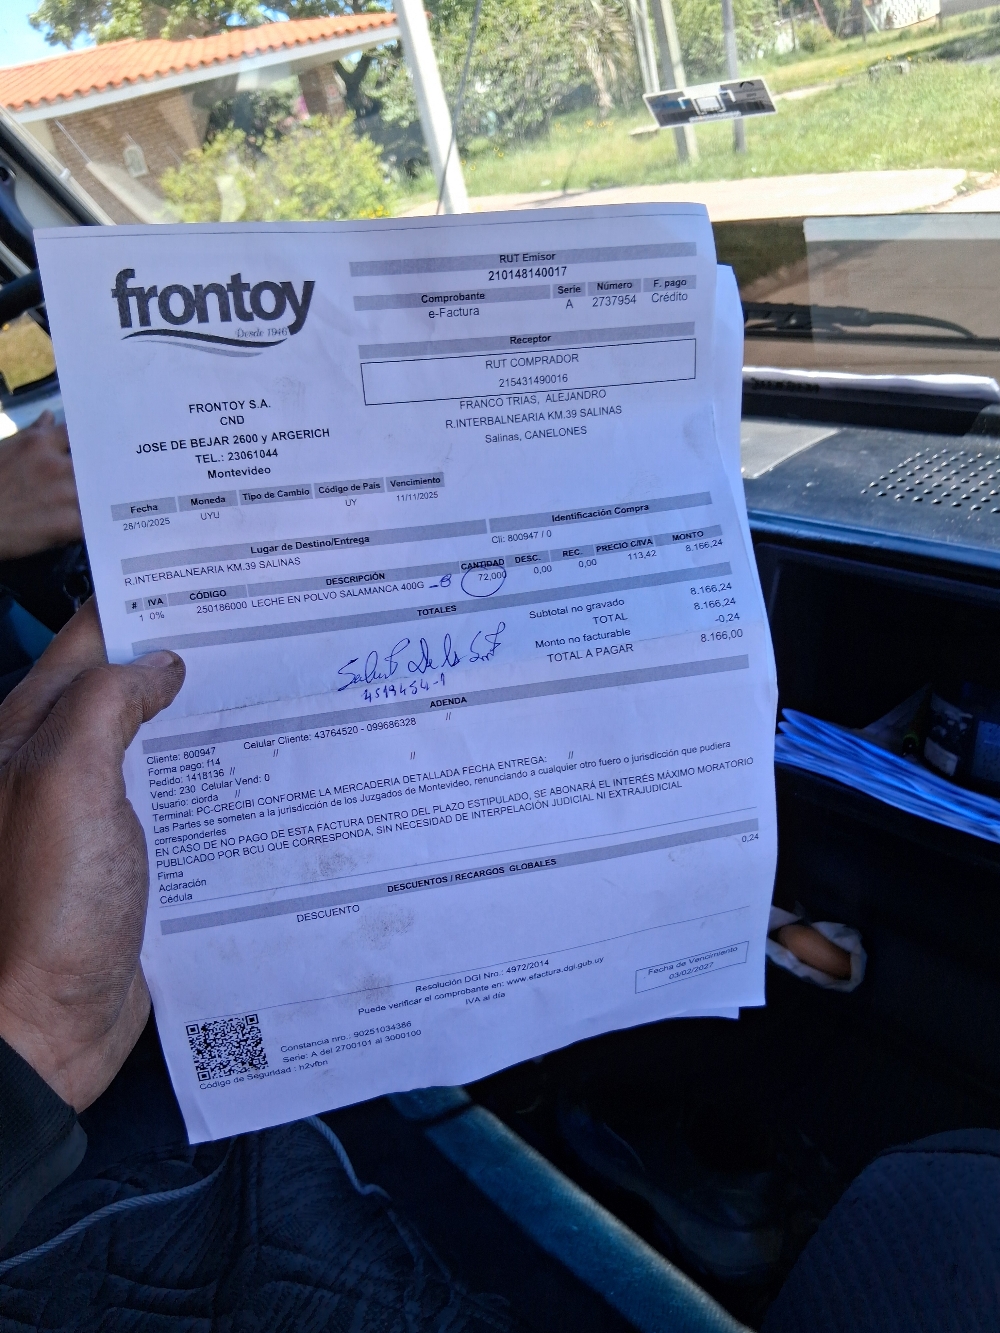 frontoy
Desde 1946
RUT Emisor
210148140017
Comprobante Serie Número F. pago
e-Factura A 2737954 Crédito
Receptor
RUT COMPRADOR
215431490016
FRANCO TRIAS, ALEJANDRO
R.INTERBALNEARIA KM.39 SALINAS
Salinas, CANELONES
FRONTOY S.A.
CND
JOSE DE BEJAR 2600 y ARGERICH
TEL.: 23061044
Montevideo
Fecha Moneda Tipo de Cambio Código de País Vencimiento
28/10/2025 UYU UY 11/11/2025
Lugar de Destino/Entrega Identificación Compra
R.INTERBALNEARIA KM.39 SALINAS Cli: 800947 / 0
# IVA CÓDIGO DESCRIPCIÓN CANTIDAD DESC. REC. PRECIO C/IVA MONTO
1 0% 250186000 LECHE EN POLVO SALAMANCA 400G 72,000 0,00 0,00 113,42 8.166,24
TOTALES
Subtotal no gravado 8.166,24
TOTAL 8.166,24
Monto no facturable -0,24
TOTAL A PAGAR 8.166,00
4519454-1
ADENDA
Cliente: 800947 Celular Cliente: 43764520 - 099686328 //
Forma pago: f14 //
Pedido: 1418136 // //
Vend: 230 Celular Vend: 0
Usuario: ciorda //
Terminal: PC-CRECIBI CONFORME LA MERCADERIA DETALLADA FECHA ENTREGA: //
Las Partes se someten a la jurisdicción de los Juzgados de Montevideo, renunciando a cualquier otro fuero o jurisdicción que pudiera
corresponderles
EN CASO DE NO PAGO DE ESTA FACTURA DENTRO DEL PLAZO ESTIPULADO, SE ABONARÁ EL INTERÉS MÁXIMO MORATORIO
PUBLICADO POR BCU QUE CORRESPONDA, SIN NECESIDAD DE INTERPELACIÓN JUDICIAL NI EXTRAJUDICIAL
Firma
Aclaración
Cédula
DESCUENTOS / RECARGOS GLOBALES
DESCUENTO 0,24
Resolución DGI Nro.: 4972/2014
Puede verificar el comprobante en: www.efactura.dgi.gub.uy
IVA al día
Fecha de Vencimiento
03/02/2027
Constancia nro.: 90251034386
Serie: A del 2700101 al 3000100
Código de Seguridad : h2vfbn